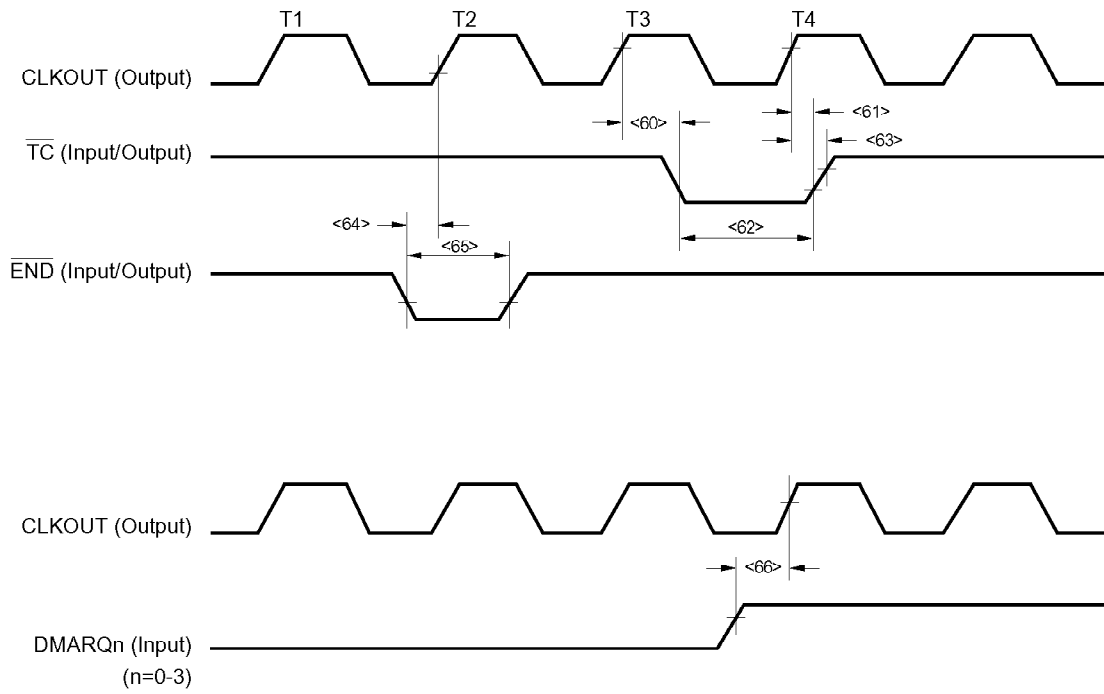 T1 T2 T3 T4
CLKOUT (Output)
<61>
<60>
<63>
TC (Input/Output)
<64>
<62>
<65>
END (Input/Output)
CLKOUT (Output)
<66>
DMARQn (Input)
(n=0-3)